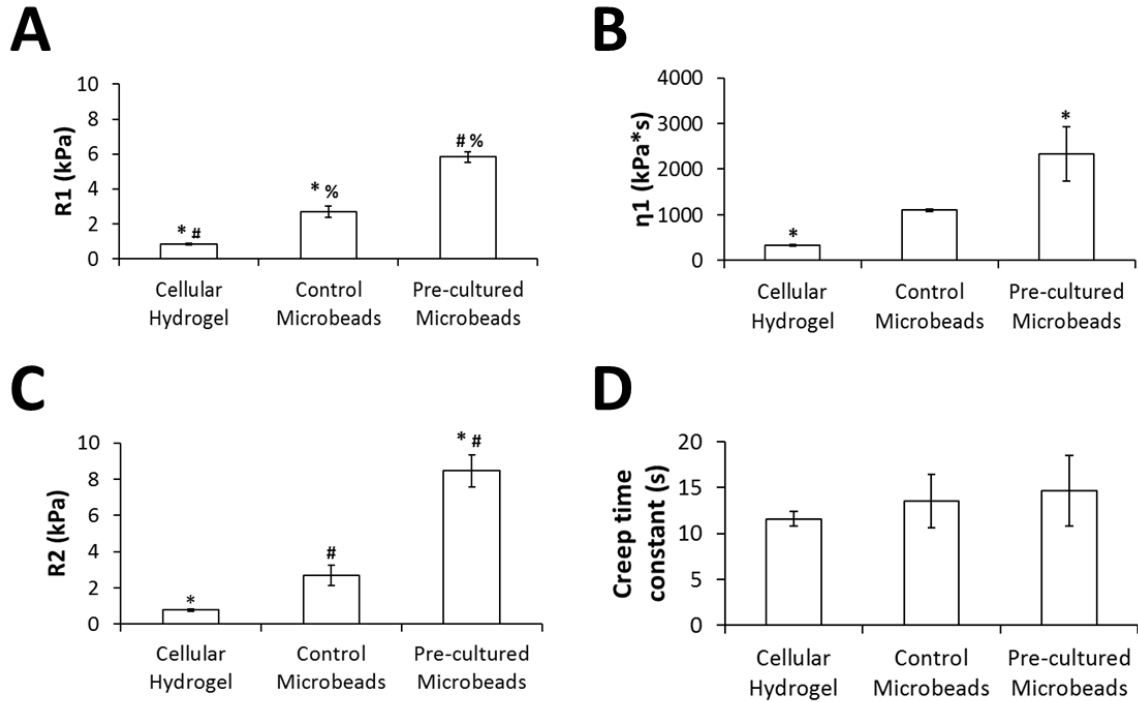 A
R1 (kPa)
10
8
6
4
2
0
* #
* %
# %
Cellular
Hydrogel
Control
Microbeads
Pre-cultured
Microbeads
B
η1 (kPa*s)
4000
3000
2000
1000
0
*
*
Cellular
Hydrogel
Control
Microbeads
Pre-cultured
Microbeads
C
R2 (kPa)
10
8
6
4
2
0
*
#
* #
Cellular
Hydrogel
Control
Microbeads
Pre-cultured
Microbeads
D
Creep time
constant (s)
20
15
10
5
0
Cellular
Hydrogel
Control
Microbeads
Pre-cultured
Microbeads